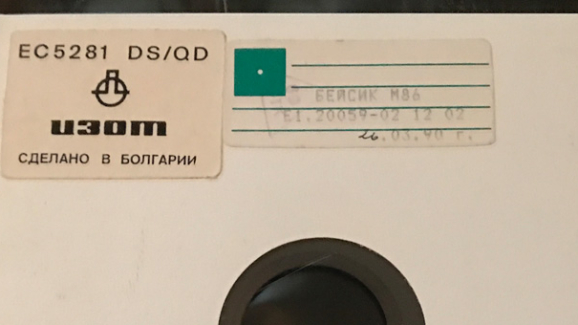 ЕС5281 DS/QD
изот
СДЕЛАНО В БОЛГАРИИ
БЕЙСИК М86
Е1.20059-02 12 02
26.03.90 г.